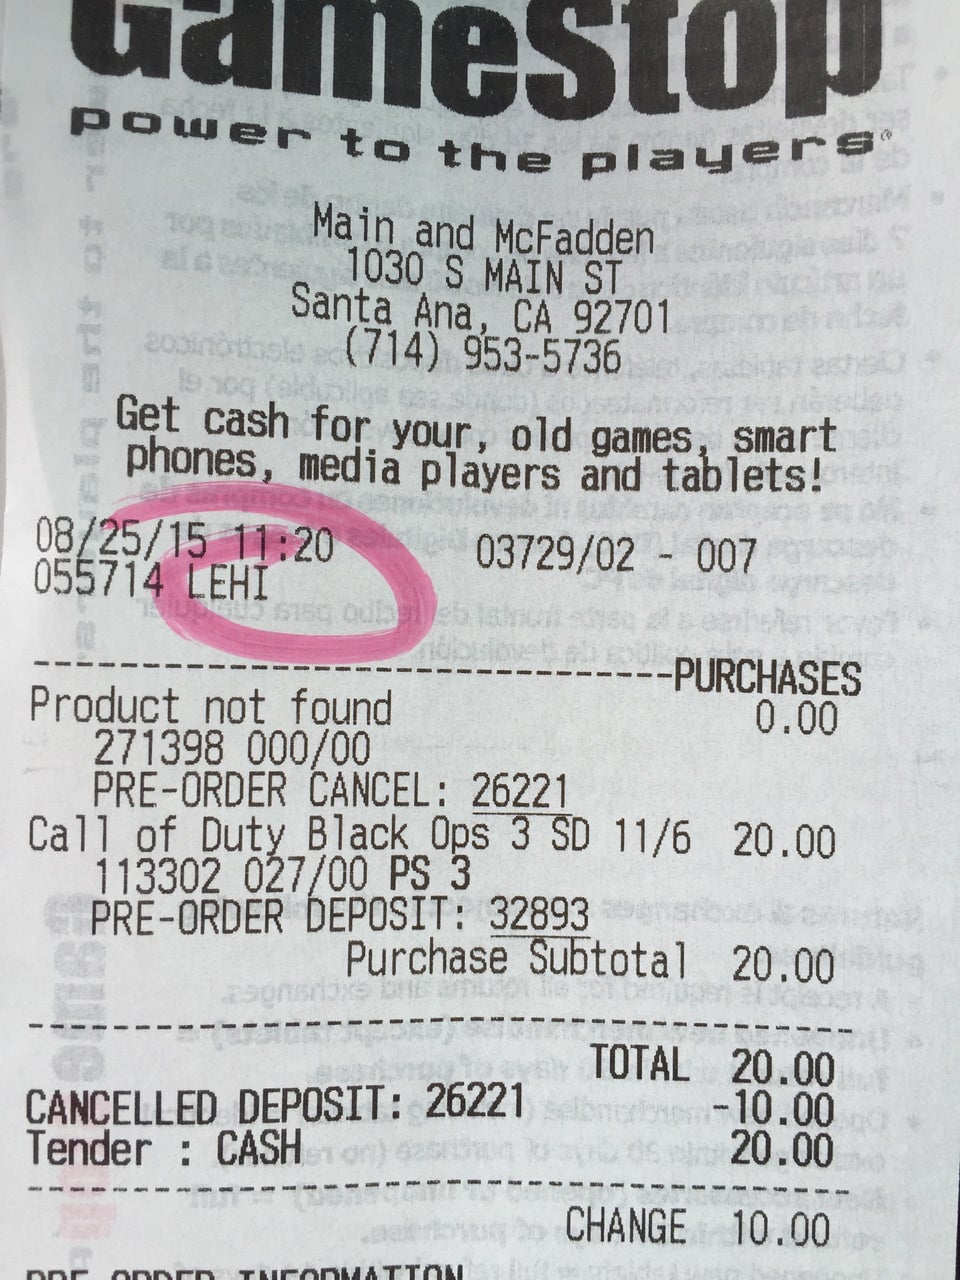 GameStop
power to the players®
Main and McFadden
1030 S MAIN ST
Santa Ana, CA 92701
(714) 953-5736
Get cash for your, old games, smart
phones, media players and tablets!
08/25/15 11:20 03729/02 - 007
055714 LEHI
PURCHASES
Product not found 0.00
271398 000/00
PRE-ORDER CANCEL: 26221
Call of Duty Black Ops 3 SD 11/6 20.00
113302 027/00 PS 3
PRE-ORDER DEPOSIT: 32893
Purchase Subtotal 20.00
TOTAL 20.00
CANCELLED DEPOSIT: 26221 -10.00
Tender : CASH 20.00
CHANGE 10.00
PRE-ORDER INFORMATION